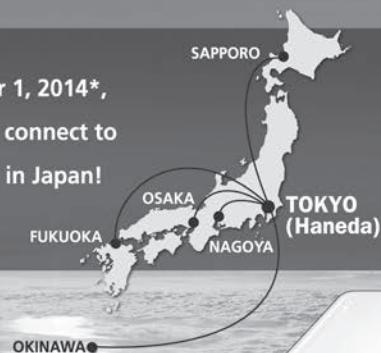 r 1, 2014*,
connect to
in Japan!
SAPPORO
OSAKA
TOKYO
(Haneda)
FUKUOKA
NAGOYA
OKINAWA